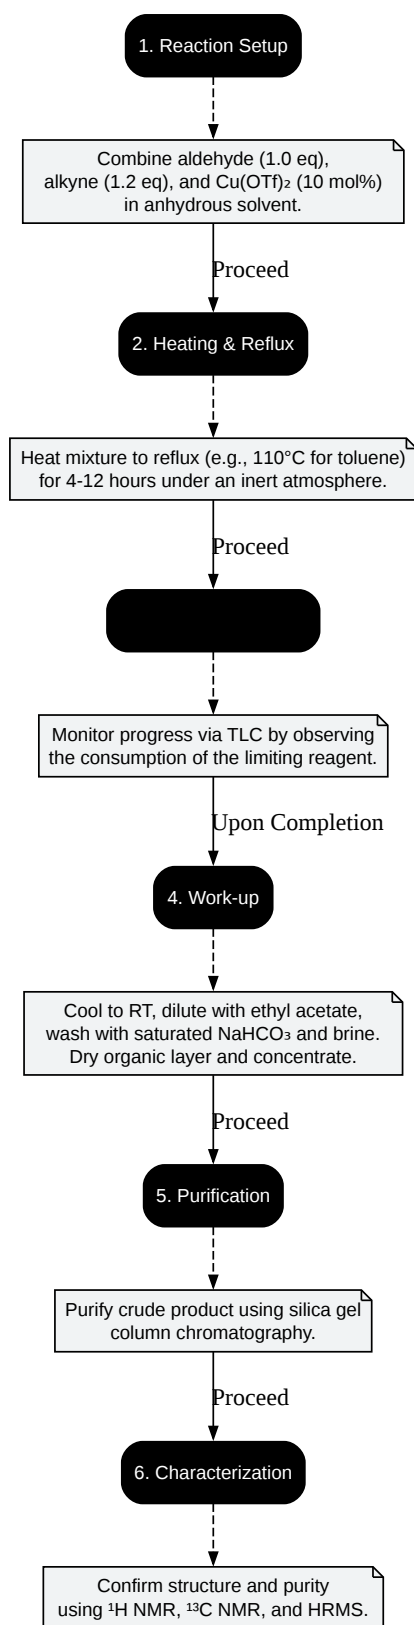 1. Reaction Setup
Combine aldehyde (1.0 eq),
alkyne (1.2 eq), and Cu(OTf)₂ (10 mol%)
in anhydrous solvent.
Proceed
2. Heating & Reflux
Heat mixture to reflux (e.g., 110°C for toluene)
for 4-12 hours under an inert atmosphere.
Proceed
Monitor progress via TLC by observing
the consumption of the limiting reagent.
Upon Completion
4. Work-up
Cool to RT, dilute with ethyl acetate,
wash with saturated NaHCO₃ and brine.
Dry organic layer and concentrate.
Proceed
5. Purification
Purify crude product using silica gel
column chromatography.
Proceed
6. Characterization
Confirm structure and purity
using ¹H NMR, ¹³C NMR, and HRMS.